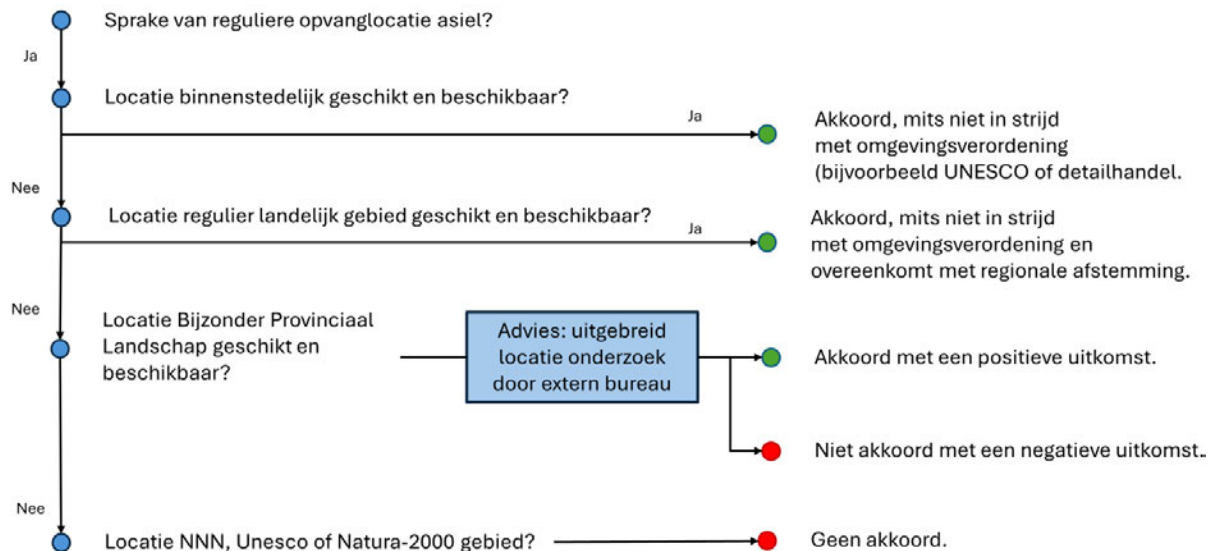 Sprake van reguliere opvanglocatie asiel?
Ja
Locatie binnenstedelijk geschikt en beschikbaar?
Ja
Akkoord, mits niet in strijd
met omgevingsverordening
(bijvoorbeeld UNESCO of detailhandel.
Nee
Locatie regulier landelijk gebied geschikt en beschikbaar?
Ja
Akkoord, mits niet in strijd
met omgevingsverordening en
overeenkomt met regionale afstemming.
Nee
Locatie Bijzonder Provinciaal
Landschap geschikt en
beschikbaar?
Advies: uitgebreid
locatie onderzoek
door extern bureau
Akkoord met een positieve uitkomst.
Niet akkoord met een negatieve uitkomst..
Nee
Locatie NNN, Unesco of Natura-2000 gebied?
Geen akkoord.